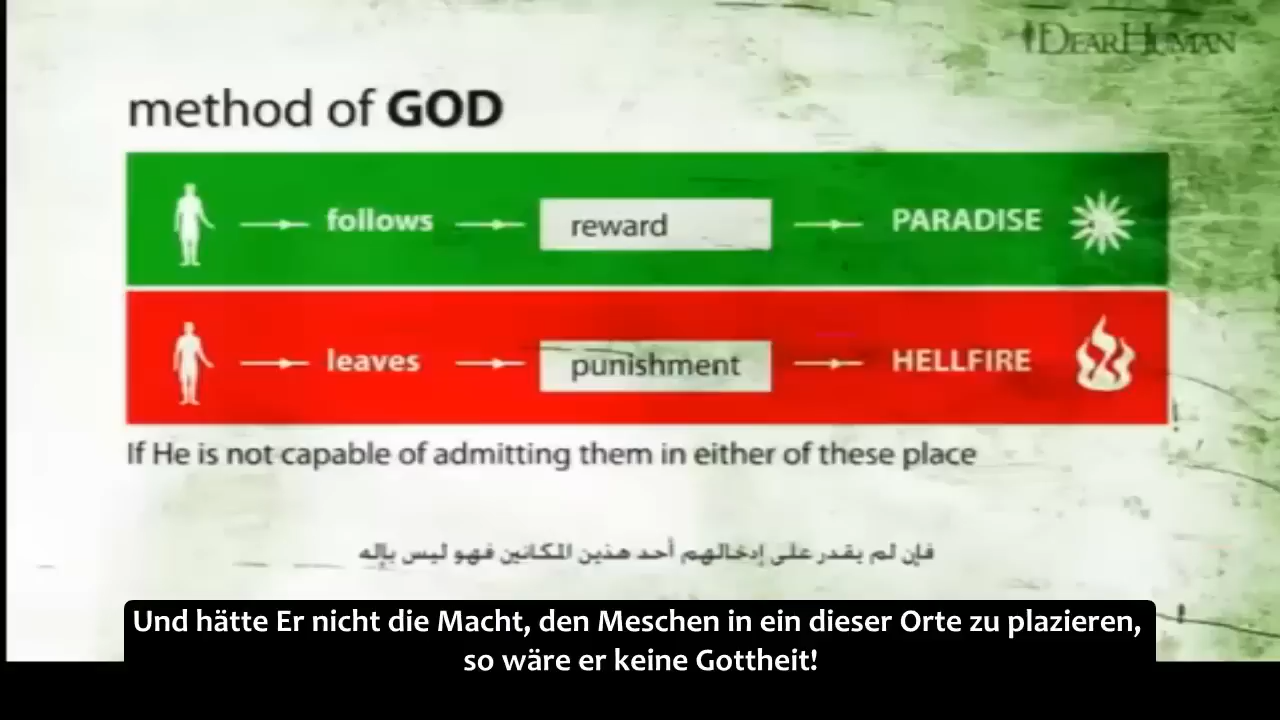 DEARHUMAN
method of GOD
follows reward PARADISE
leaves punishment HELLFIRE
If He is not capable of admitting them in either of these place
فإن لم يقدر على إدخالهم أحد هذين المكانين فهو ليس بإله
Und hätte Er nicht die Macht, den Meschen in ein dieser Orte zu plazieren,
so wäre er keine Gottheit!